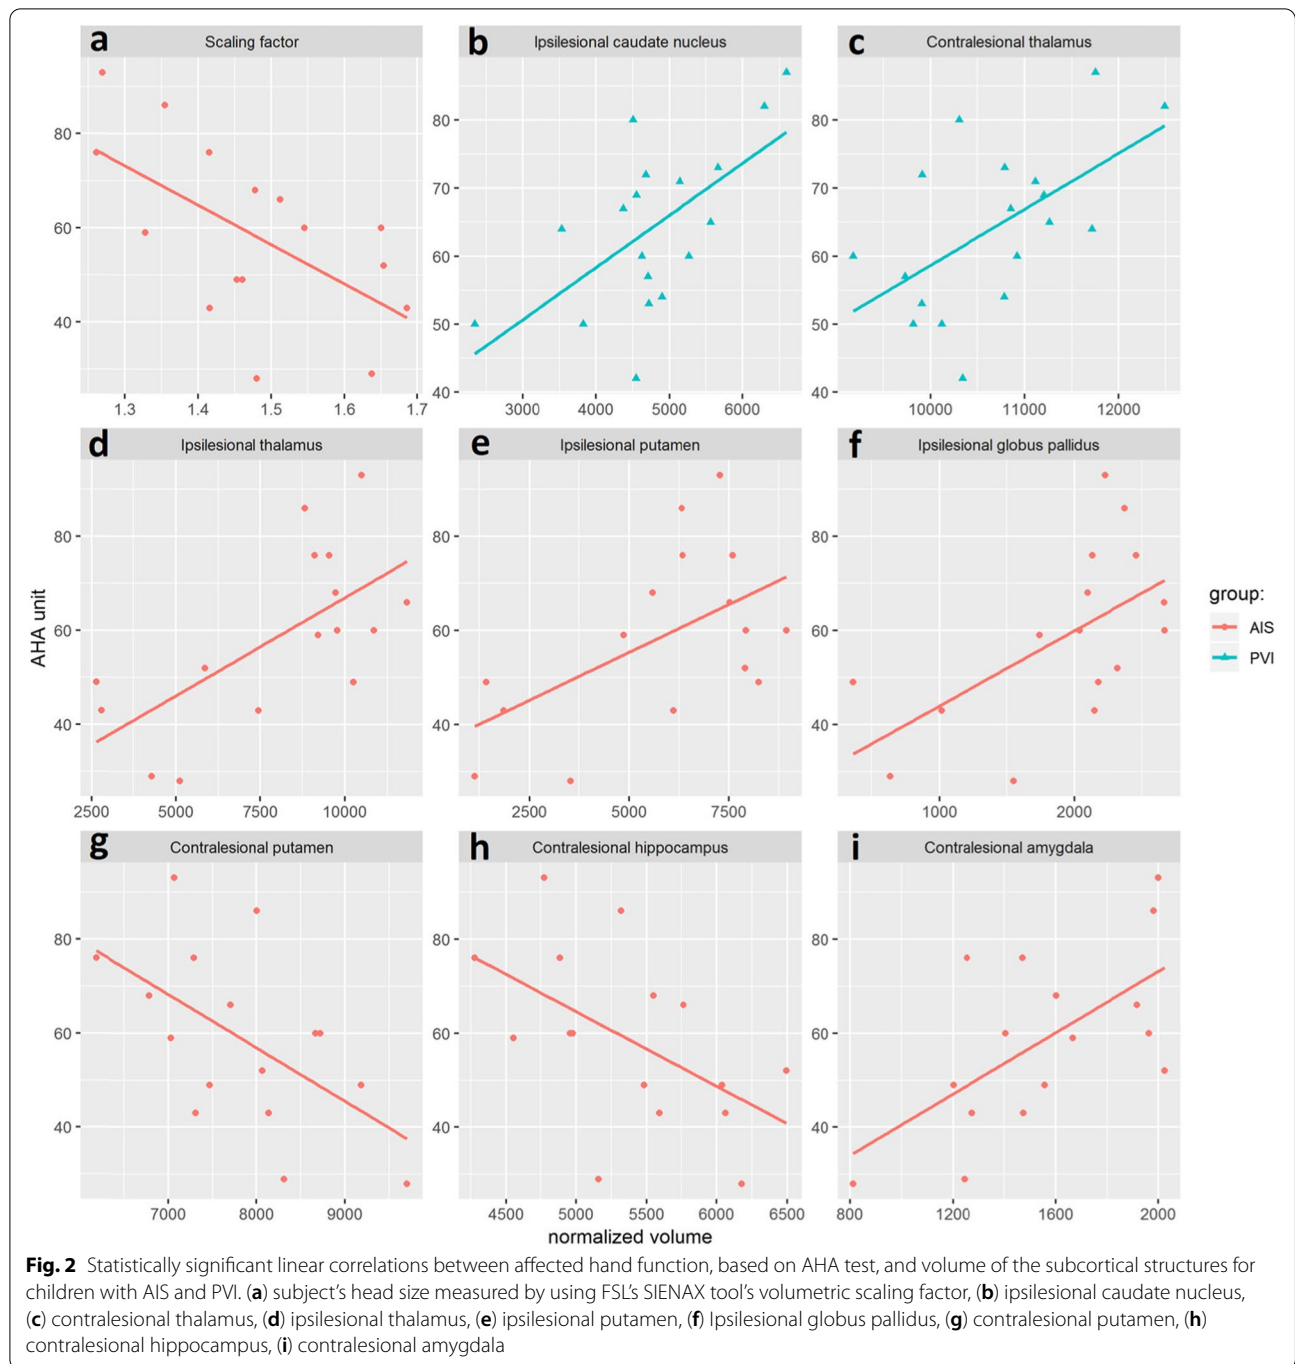 a Scaling factor
b Ipsilesional caudate nucleus
c Contralesional thalamus
80
60
40
1.3 1.4 1.5 1.6 1.7
80
70
60
50
40
3000 4000 5000 6000
80
70
60
50
40
10000 11000 12000
d Ipsilesional thalamus
e Ipsilesional putamen
f Ipsilesional globus pallidus
AHA unit
80
60
40
2500 5000 7500 10000
80
60
40
2500 5000 7500
80
60
40
1000 2000
group:
AIS
PVI
g Contralesional putamen
h Contralesional hippocampus
i Contralesional amygdala
80
60
40
7000 8000 9000
80
60
40
4500 5000 5500 6000 6500
80
60
40
800 1200 1600 2000
normalized volume
Fig. 2 Statistically significant linear correlations between affected hand function, based on AHA test, and volume of the subcortical structures for
children with AIS and PVI. (a) subject's head size measured by using FSL's SIENAX tool's volumetric scaling factor, (b) ipsilesional caudate nucleus,
(c) contralesional thalamus, (d) ipsilesional thalamus, (e) ipsilesional putamen, (f) Ipsilesional globus pallidus, (g) contralesional putamen, (h)
contralesional hippocampus, (i) contralesional amygdala